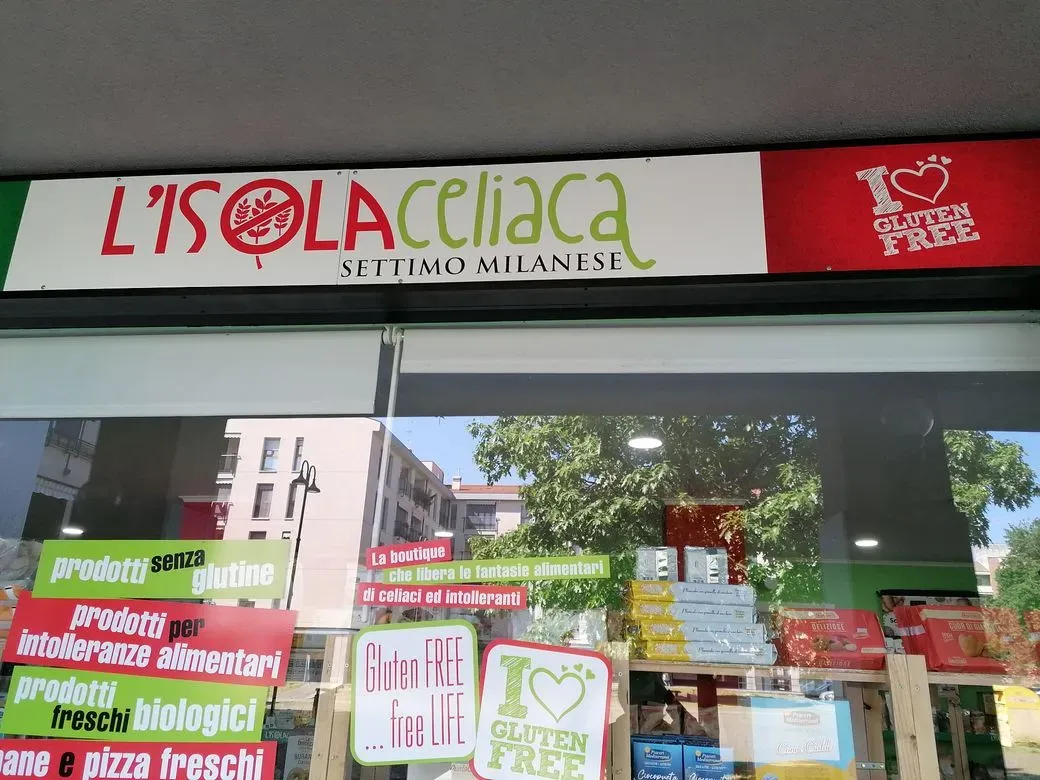 L'ISOLA celiaca
SETTIMO MILANESE
I
GLUTEN
FREE
prodotti senza glutine
prodotti per
intolleranze alimentari
prodotti
freschi biologici
pane e pizza freschi
La boutique
che libera le fantasie alimentari
di celiaci ed intolleranti
Gluten FREE
... free LIFE
I
GLUTEN
FREE
DELIZIOSE